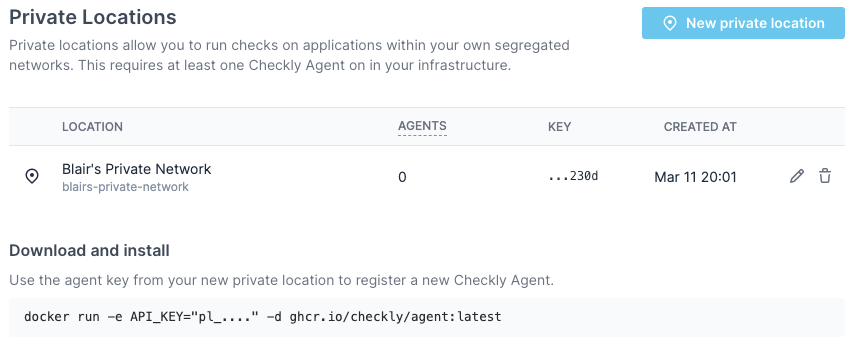 Private Locations
New private location
Private locations allow you to run checks on applications within your own segregated
networks. This requires at least one Checkly Agent on in your infrastructure.
LOCATION AGENTS KEY CREATED AT
Blair's Private Network 0 ...230d Mar 11 20:01
blairs-private-network
Download and install
Use the agent key from your new private location to register a new Checkly Agent.
docker run -e API_KEY="pl_...." -d ghcr.io/checkly/agent:latest